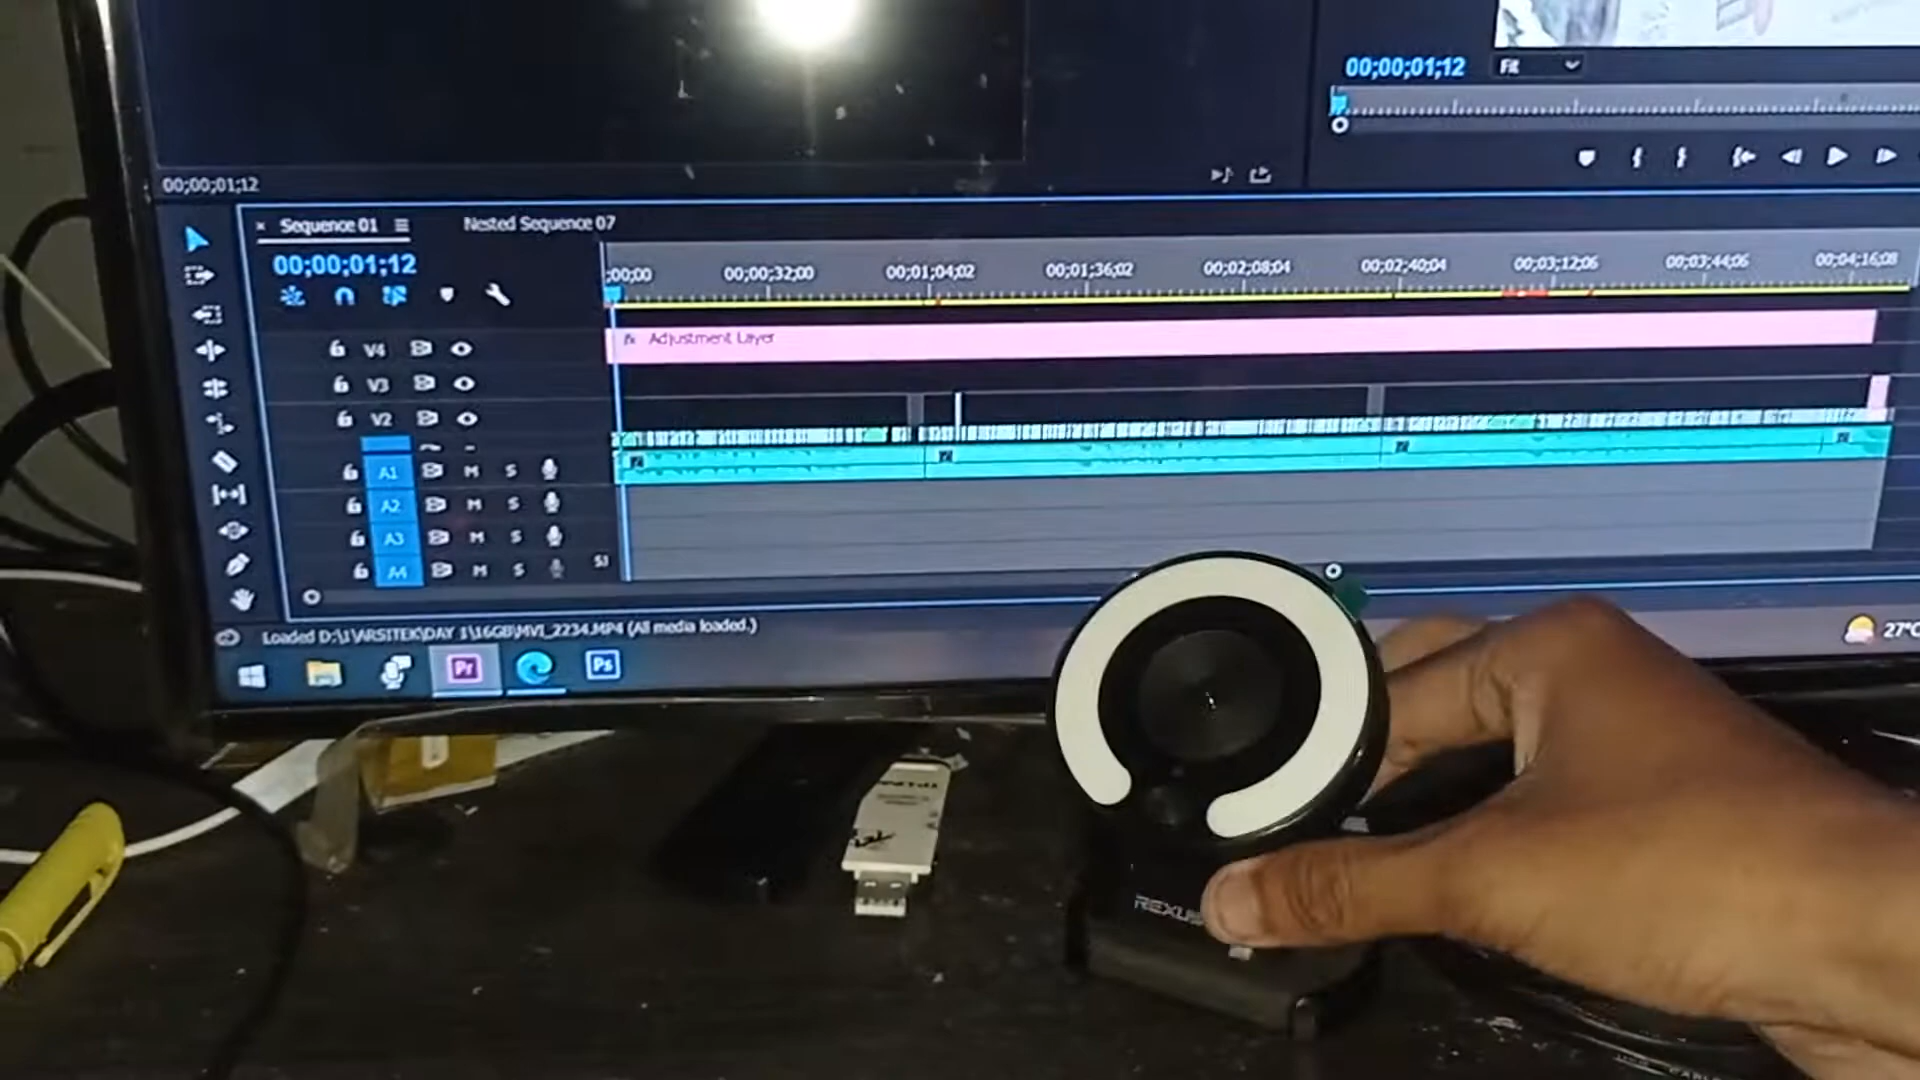 00;00;01;12
Fit
00;00;01;12
× Sequence 01
Nested Sequence 07
00;00;01;12
;00;00
00;00;32;00
00;01;04;02
00;01;36;02
00;02;08;04
00;02;40;04
00;03;12;06
00;03;44;06
00;04;16;08
V4
fx Adjustment Layer
V3
V2
A1 M S
A2 M S
A3 M S
A4 M S
S1
Loaded D:\1\ARSITEK\DAY 1\16GB\MVI_2234.MP4 (All media loaded.)
27°C
Pr
Ps
REXUS